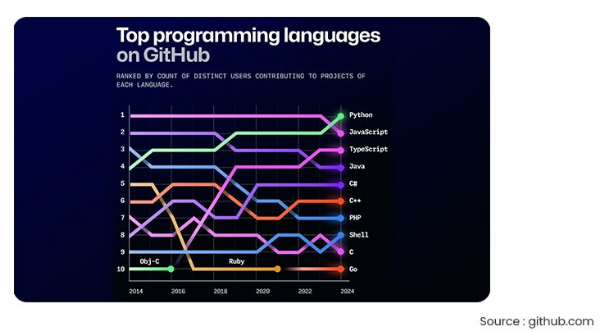 Top programming languages
on GitHub
RANKED BY COUNT OF DISTINCT USERS CONTRIBUTING TO PROJECTS OF
EACH LANGUAGE.
1 Python
2 JavaScript
3 TypeScript
4 Java
5 C#
6 C++
7 PHP
8 Shell
9 C
Obj-C Ruby
10 Go
2014 2016 2018 2020 2022 2024
Source : github.com